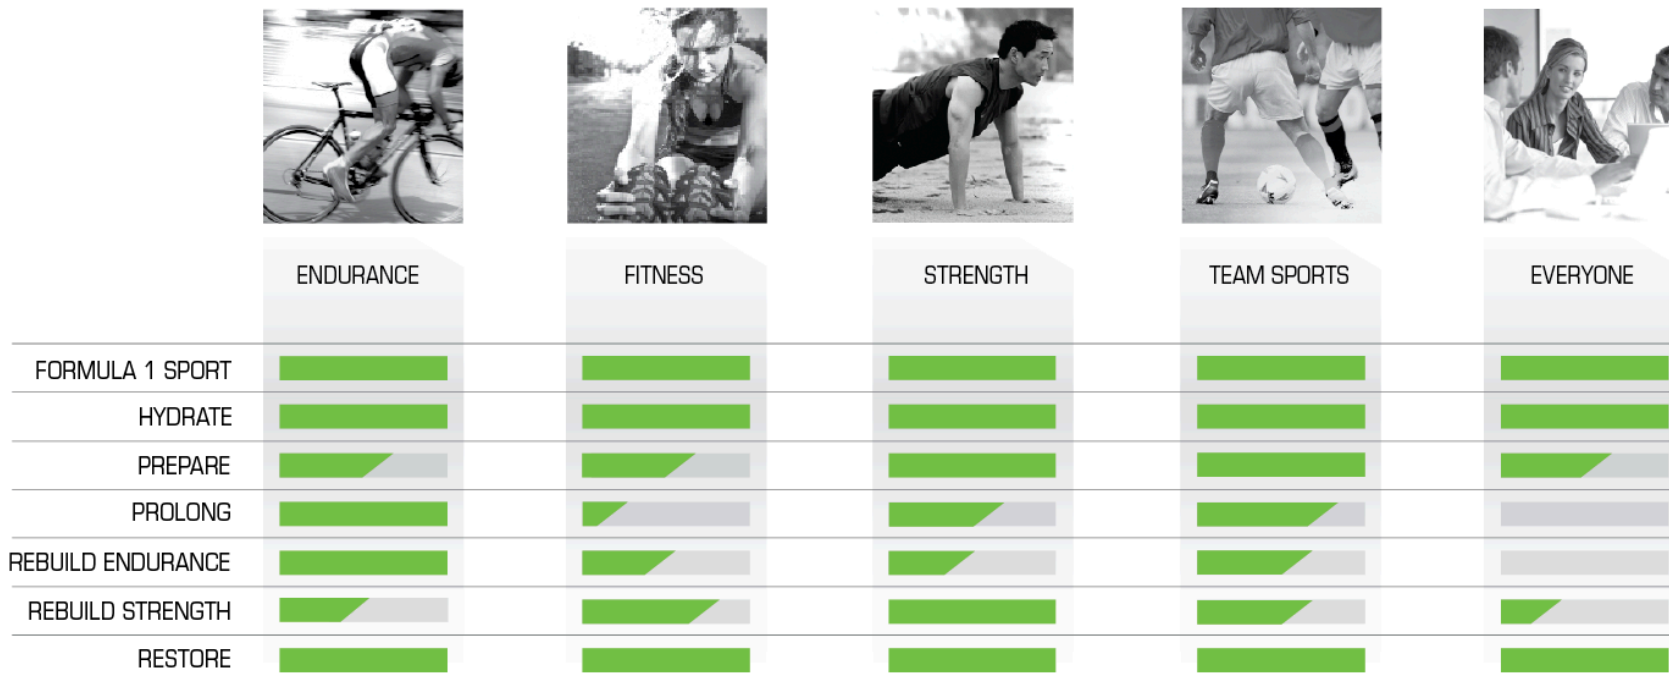 ENDURANCE
FITNESS
STRENGTH
TEAM SPORTS
EVERYONE
FORMULA 1 SPORT
HYDRATE
PREPARE
PROLONG
REBUILD ENDURANCE
REBUILD STRENGTH
RESTORE